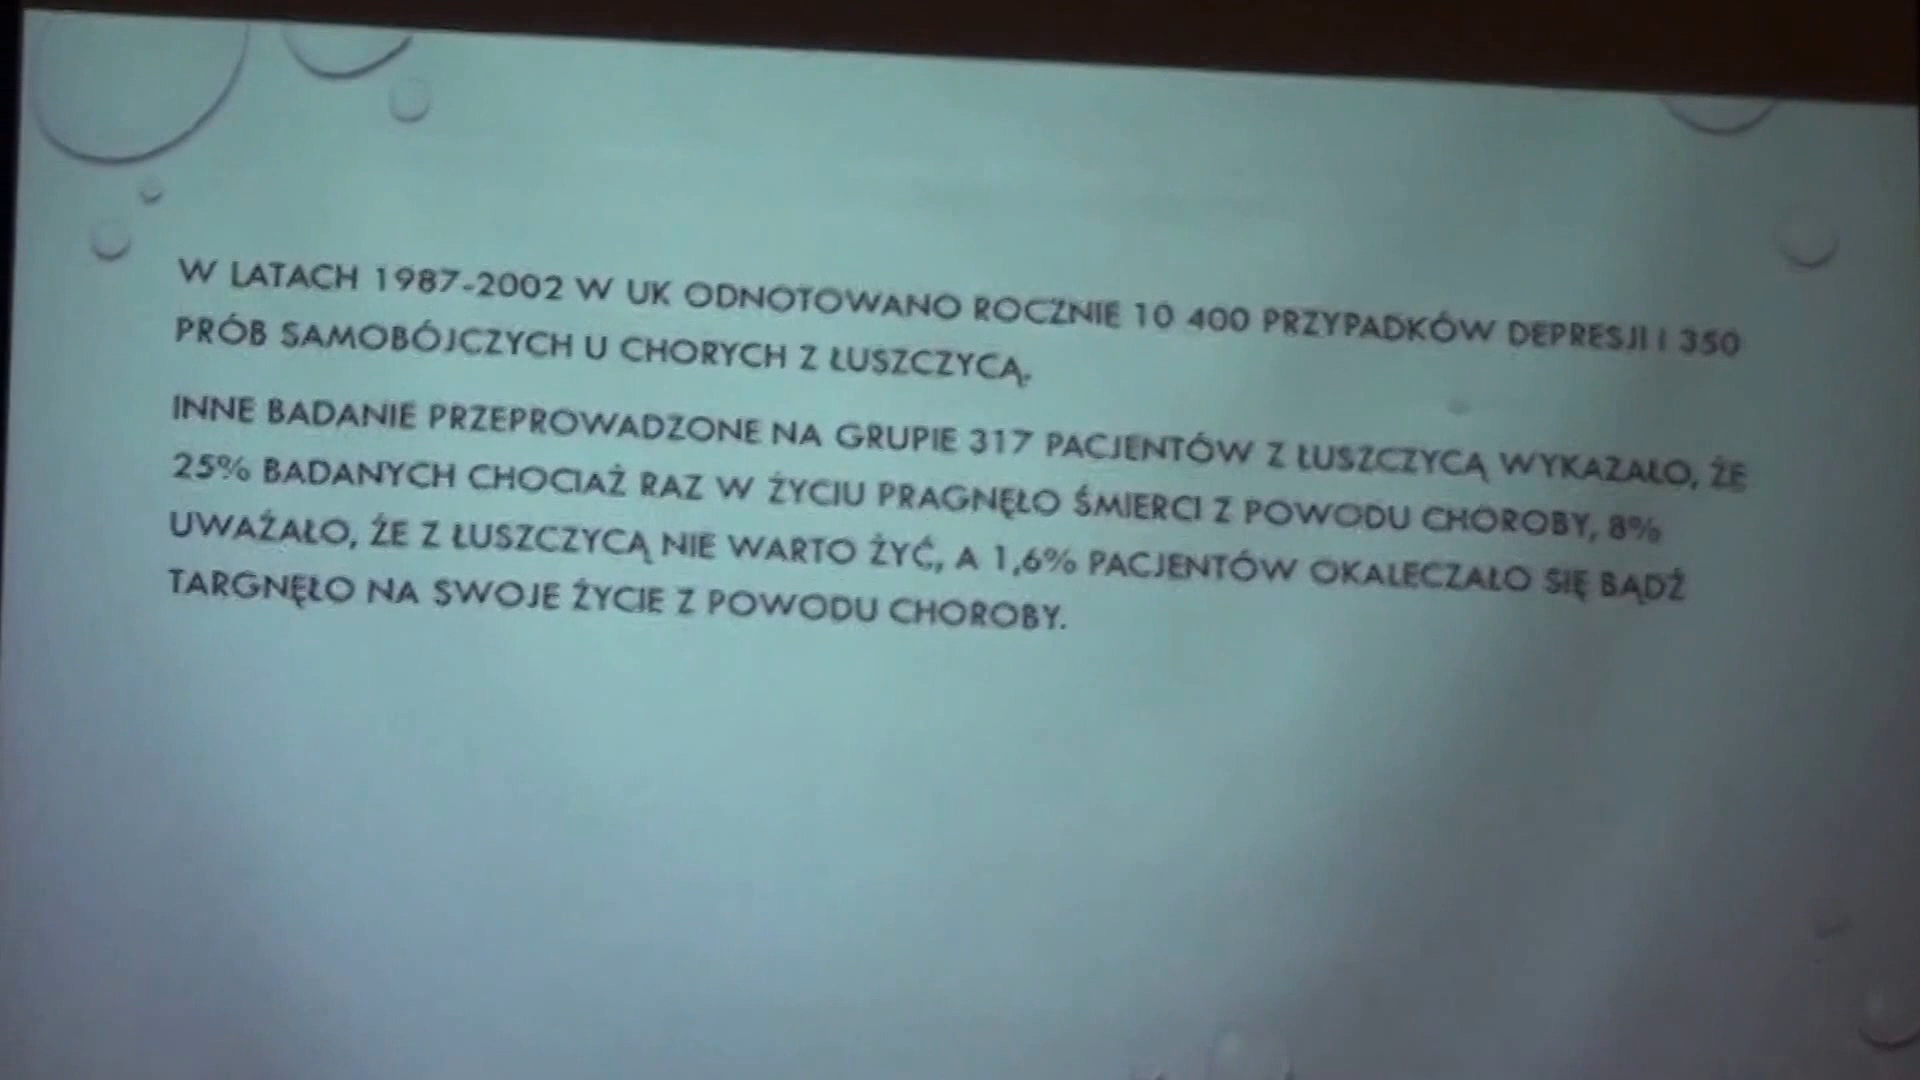 W LATACH 1987-2002 W UK ODNOTOWANO ROCZNIE 10 400 PRZYPADKÓW DEPRESJI I 350
PRÓB SAMOBÓJCZYCH U CHORYCH Z ŁUSZCZYCĄ.
INNE BADANIE PRZEPROWADZONE NA GRUPIE 317 PACJENTÓW Z ŁUSZCZYCĄ WYKAZAŁO, ŻE
25% BADANYCH CHOCIAŻ RAZ W ŻYCIU PRAGNĘŁO ŚMIERCI Z POWODU CHOROBY, 8%
UWAŻAŁO, ŻE Z ŁUSZCZYCĄ NIE WARTO ŻYĆ, A 1,6% PACJENTÓW OKALECZAŁO SIĘ BĄDŹ
TARGNĘŁO NA SWOJE ŻYCIE Z POWODU CHOROBY.